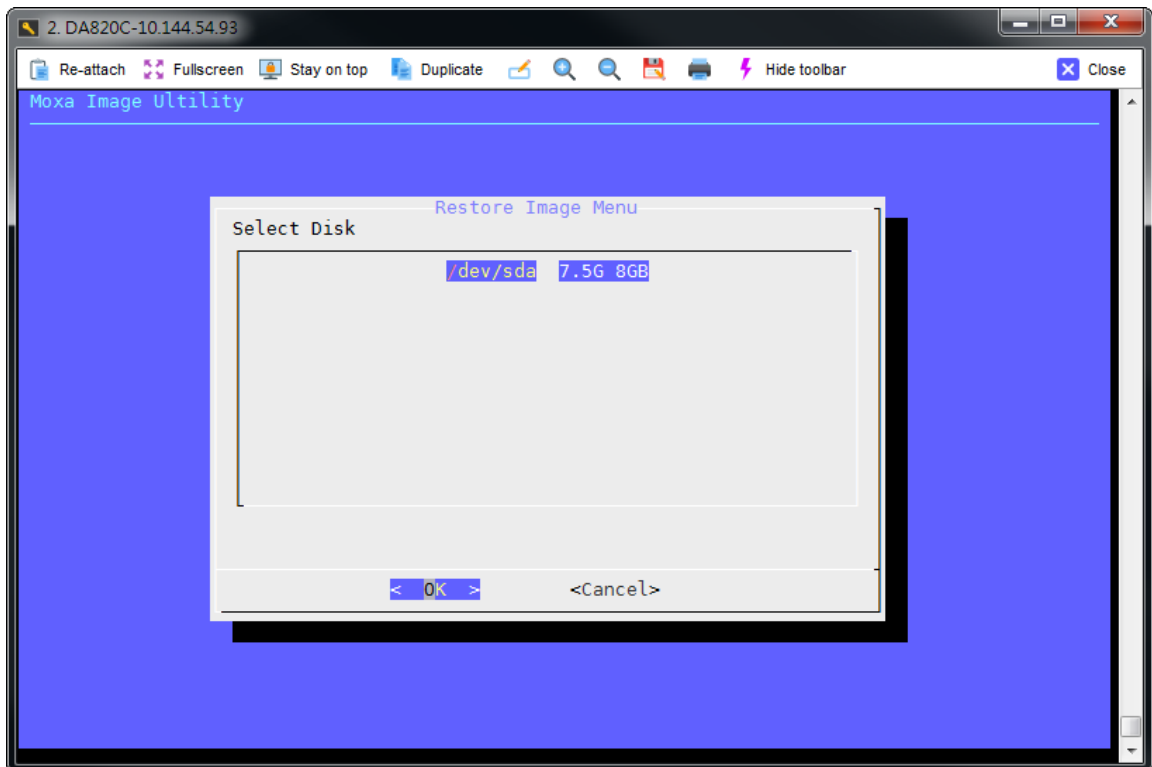 2. DA820C-10.144.54.93
Re-attach Fullscreen Stay on top Duplicate Hide toolbar Close
Moxa Image Ultility
Restore Image Menu
Select Disk
/dev/sda 7.5G 8GB
< OK > <Cancel>